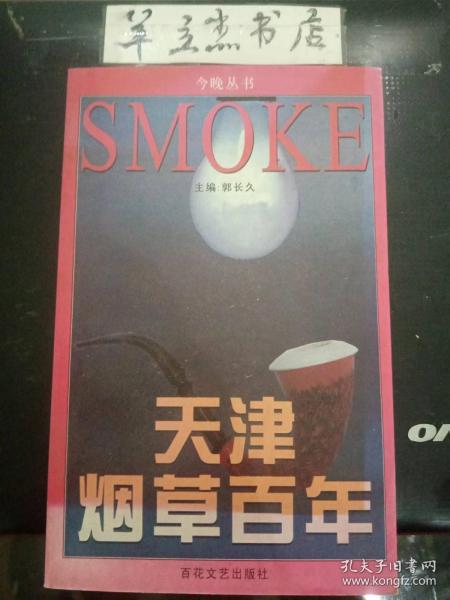 羊立杰书店
今晚丛书
SMOKE
主编:郭长久
天津
烟草百年
百花文艺出版社
孔夫子旧书网
www.kongfz.com